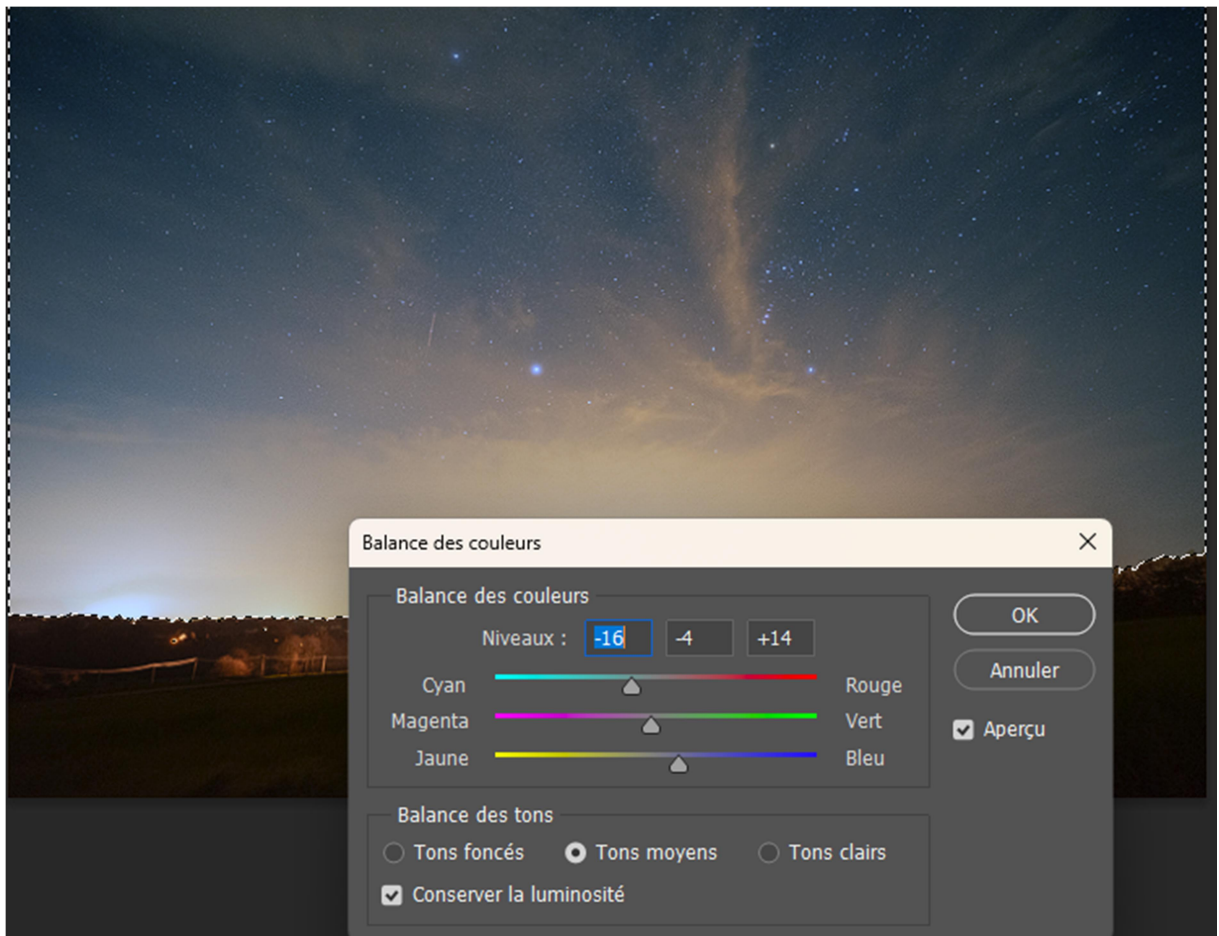 Balance des couleurs
Balance des couleurs
Niveaux : -16 -4 +14
Cyan Rouge
Magenta Vert
Jaune Bleu
OK
Annuler
Aperçu
Balance des tons
Tons foncés Tons moyens Tons clairs
Conserver la luminosité